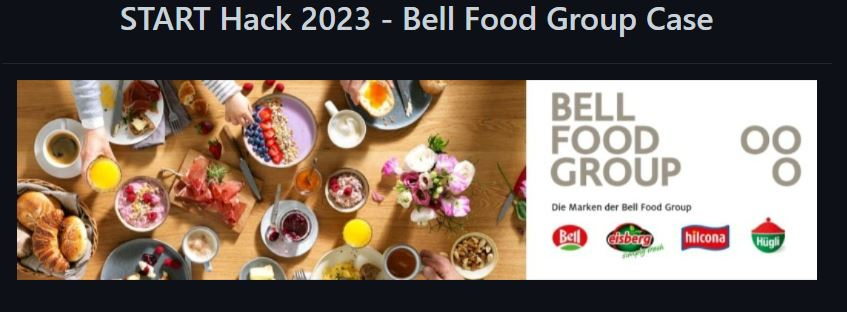 START Hack 2023 - Bell Food Group Case
BELL
FOOD
GROUP
Die Marken der Bell Food Group
Bell
eisberg
simply fresh
hilcona
Hügli